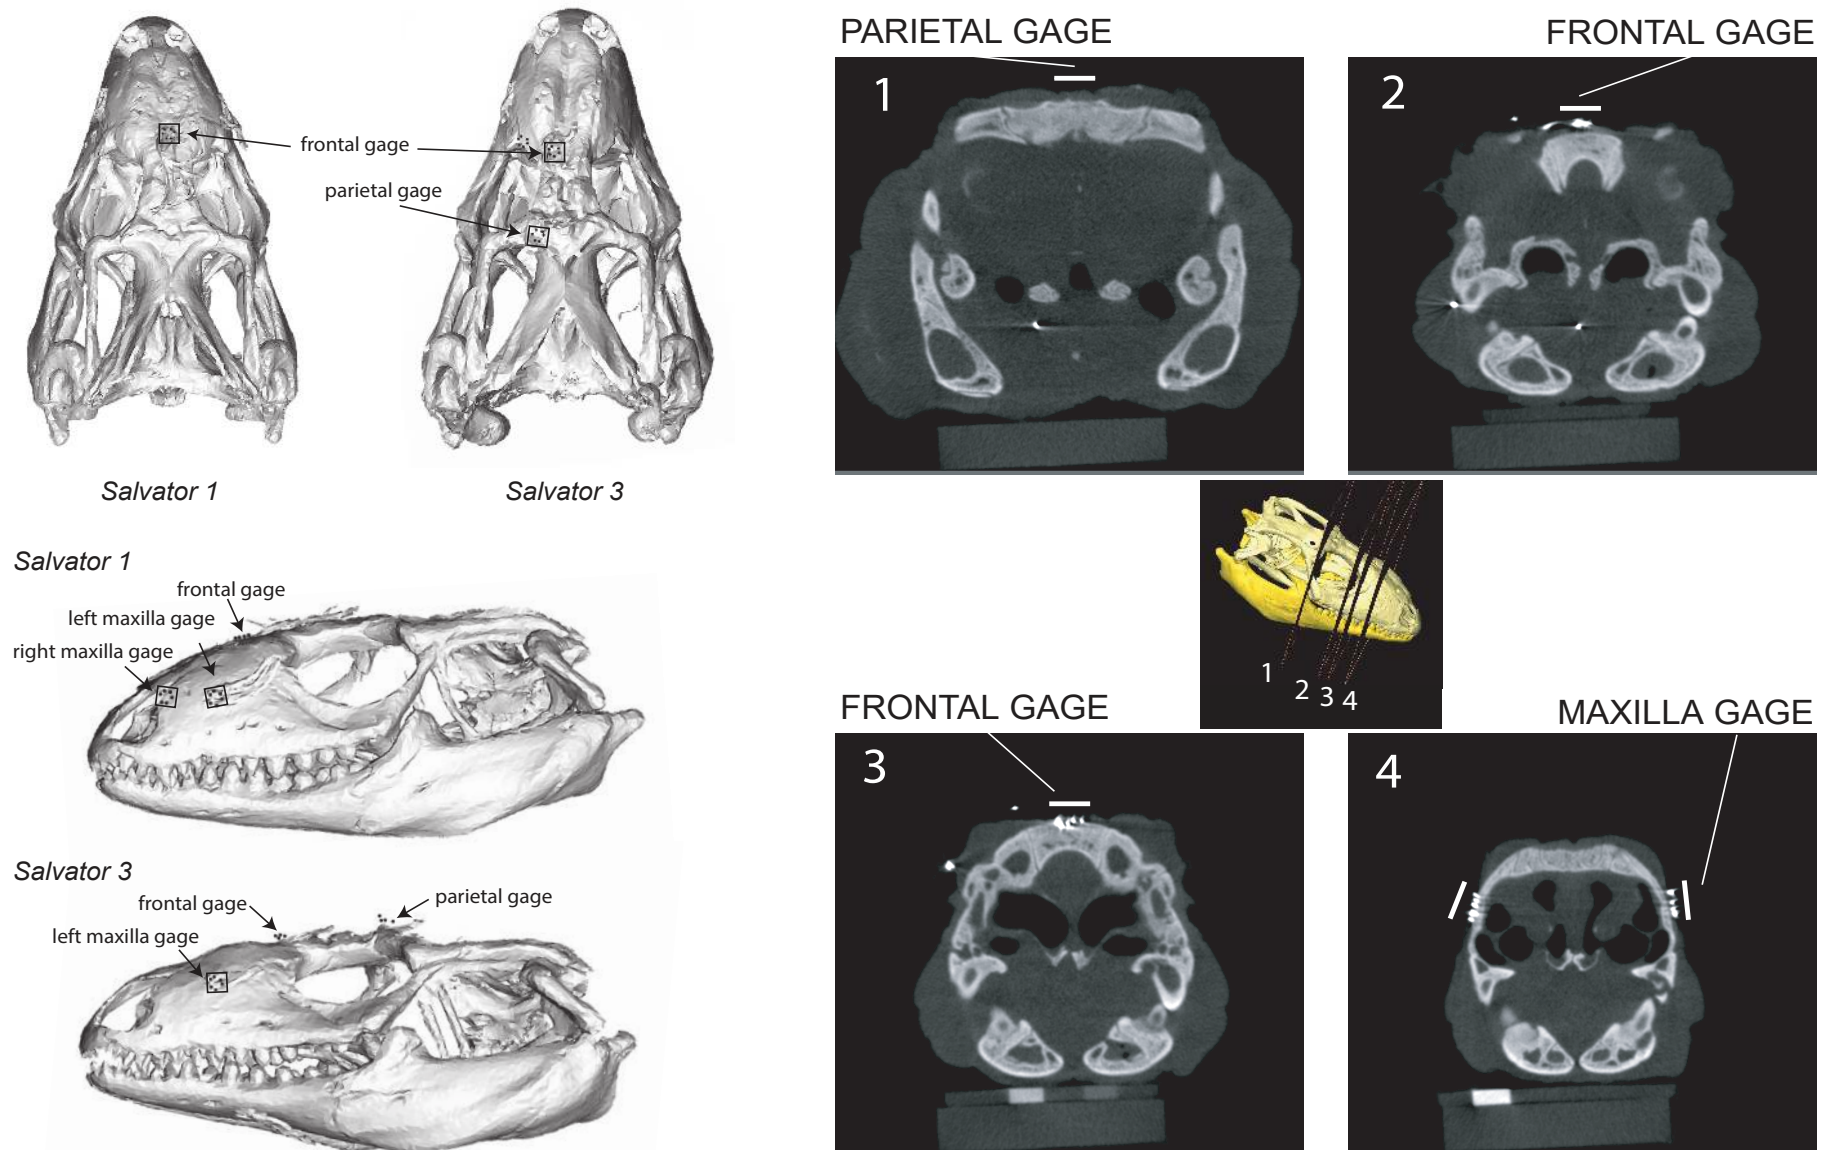 frontal gage
parietal gage
Salvator 1
Salvator 3
Salvator 1
frontal gage
left maxilla gage
right maxilla gage
Salvator 3
frontal gage
parietal gage
left maxilla gage
PARIETAL GAGE
FRONTAL GAGE
1
2
1
2
3
4
FRONTAL GAGE
MAXILLA GAGE
3
4